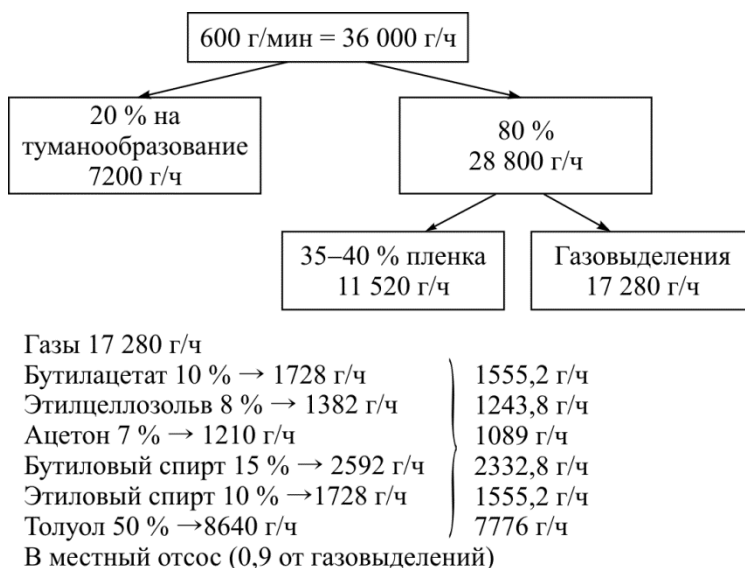 600 г/мин = 36 000 г/ч
20 % на
туманообразование
7200 г/ч
80 %
28 800 г/ч
35–40 % пленка
11 520 г/ч
Газовыделения
17 280 г/ч
Газы 17 280 г/ч
Бутилацетат 10 % → 1728 г/ч 1555,2 г/ч
Этилцеллозольв 8 % → 1382 г/ч 1243,8 г/ч
Ацетон 7 % → 1210 г/ч 1089 г/ч
Бутиловый спирт 15 % → 2592 г/ч 2332,8 г/ч
Этиловый спирт 10 % →1728 г/ч 1555,2 г/ч
Толуол 50 % →8640 г/ч 7776 г/ч
В местный отсос (0,9 от газовыделений)